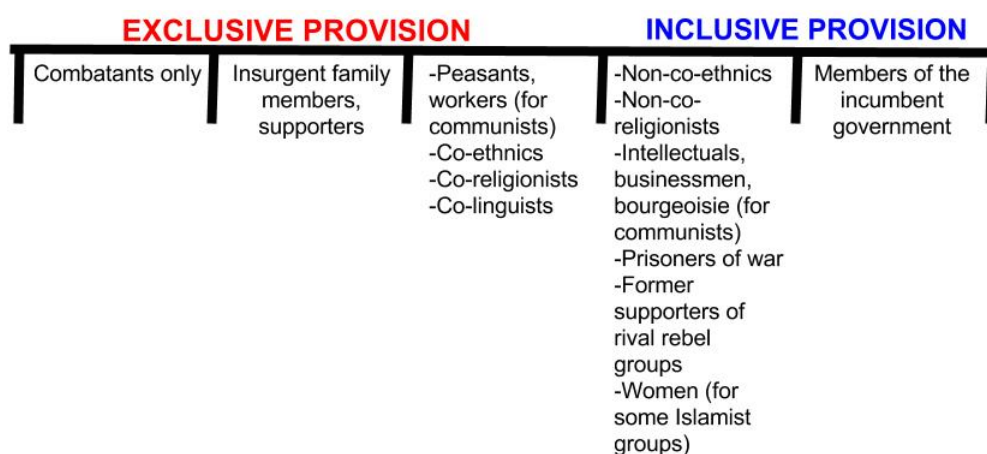 EXCLUSIVE PROVISION
INCLUSIVE PROVISION
Combatants only
Insurgent family
members,
supporters
-Peasants,
workers (for
communists)
-Co-ethnics
-Co-religionists
-Co-linguists
-Non-co-ethnics
-Non-co-
religionists
-Intellectuals,
businessmen,
bourgeoisie (for
communists)
-Prisoners of war
-Former
supporters of
rival rebel
groups
-Women (for
some Islamist
groups)
Members of the
incumbent
government